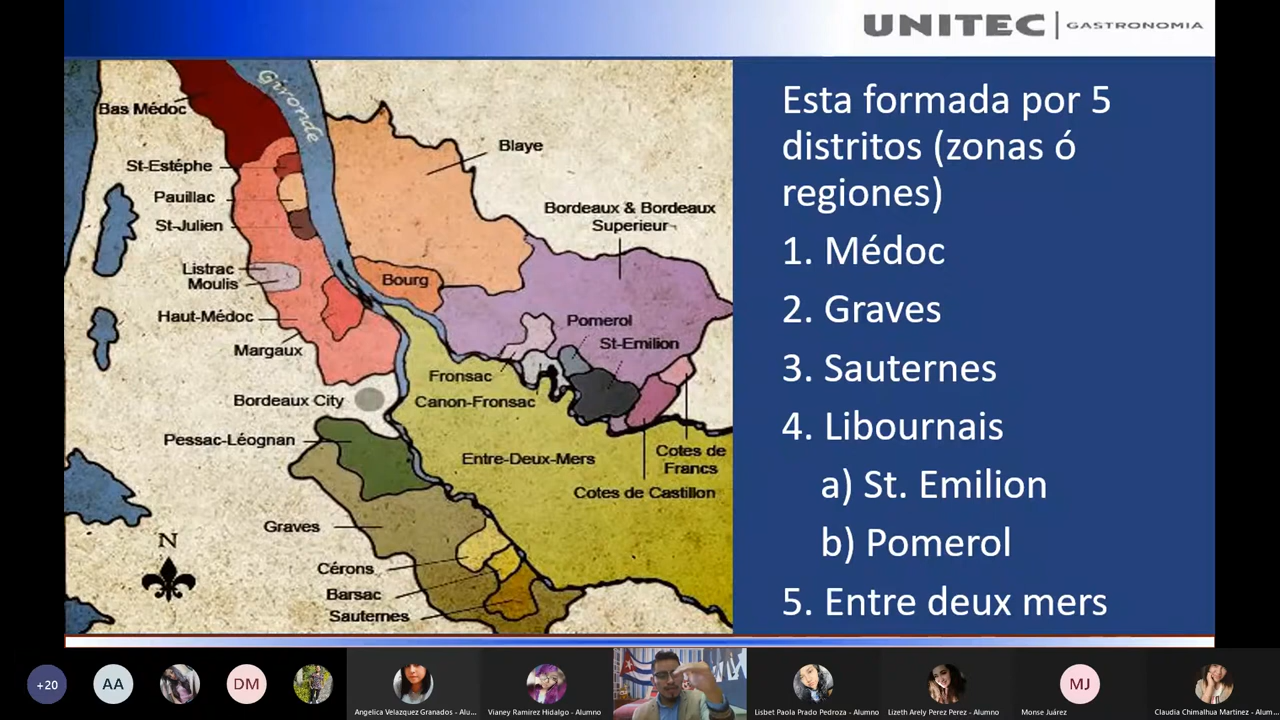 UNITEC | GASTRONOMIA
Esta formada por 5
distritos (zonas ó
regiones)
1. Médoc
2. Graves
3. Sauternes
4. Libournais
a) St. Emilion
b) Pomerol
5. Entre deux mers
Gironde
Bas Médoc
St-Estéphe
Pauillac
St-Julien
Listrac
Moulis
Haut-Médoc
Margaux
Bordeaux City
Pessac-Léognan
Graves
Cérons
Barsac
Sauternes
N
Blaye
Bordeaux & Bordeaux
Superieur
Bourg
Pomerol
St-Emilion
Fronsac
Canon-Fronsac
Entre-Deux-Mers
Cotes de
Francs
Cotes de Castillon
+20
AA
DM
Angelica Velazquez Granados - Alu...
Vianey Ramirez Hidalgo - Alumno
Lisbet Paola Prado Pedroza - Alumno
Lizeth Arely Perez Perez - Alumno
MJ
Monse Juárez
Claudia Chimalhua Martinez - Alum...